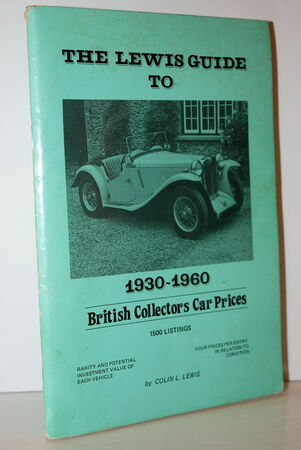 THE LEWIS GUIDE
TO
1930-1960
British Collectors Car Prices
1500 LISTINGS
RARITY AND POTENTIAL
INVESTMENT VALUE OF
EACH VEHICLE
FOUR PRICES PER ENTRY
IN RELATION TO
CONDITION
by COLIN L. LEWIS